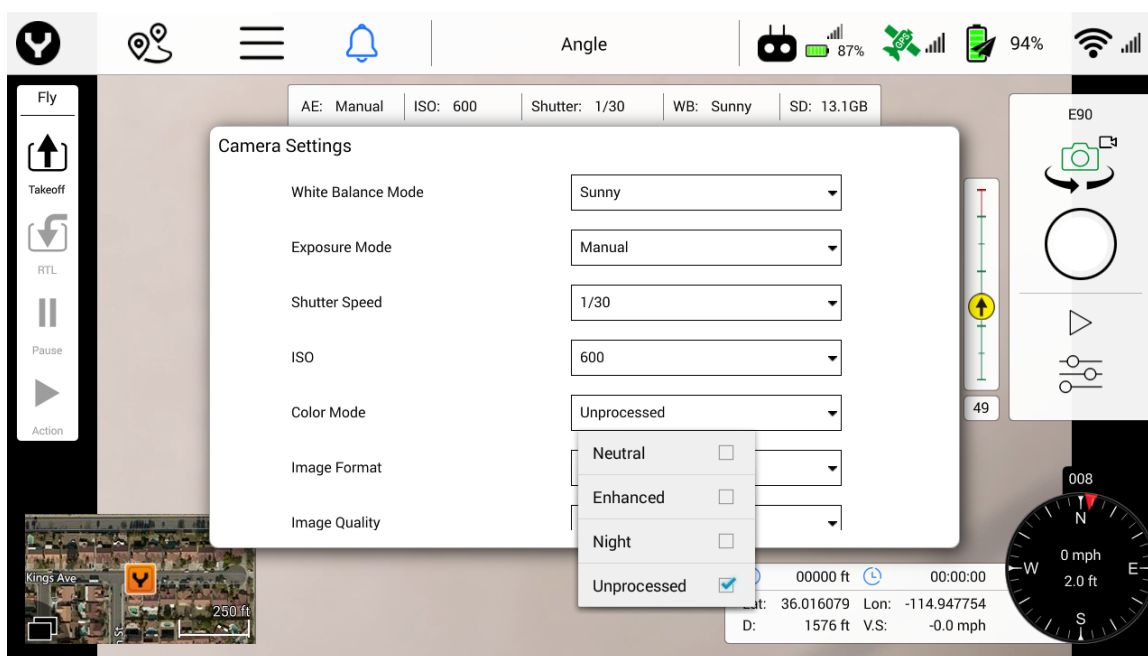 Angle
87%
GPS
94%
Fly
Takeoff
RTL
Pause
Action
AE: Manual ISO: 600 Shutter: 1/30 WB: Sunny SD: 13.1GB
Camera Settings
White Balance Mode Sunny
Exposure Mode Manual
Shutter Speed 1/30
ISO 600
Color Mode Unprocessed
Image Format
Image Quality
Neutral
Enhanced
Night
Unprocessed
E90
49
008
N
W
E
S
0 mph
2.0 ft
Kings Ave
St
250 ft
00000 ft 00:00:00
36.016079 Lon: -114.947754
D: 1576 ft V.S: -0.0 mph